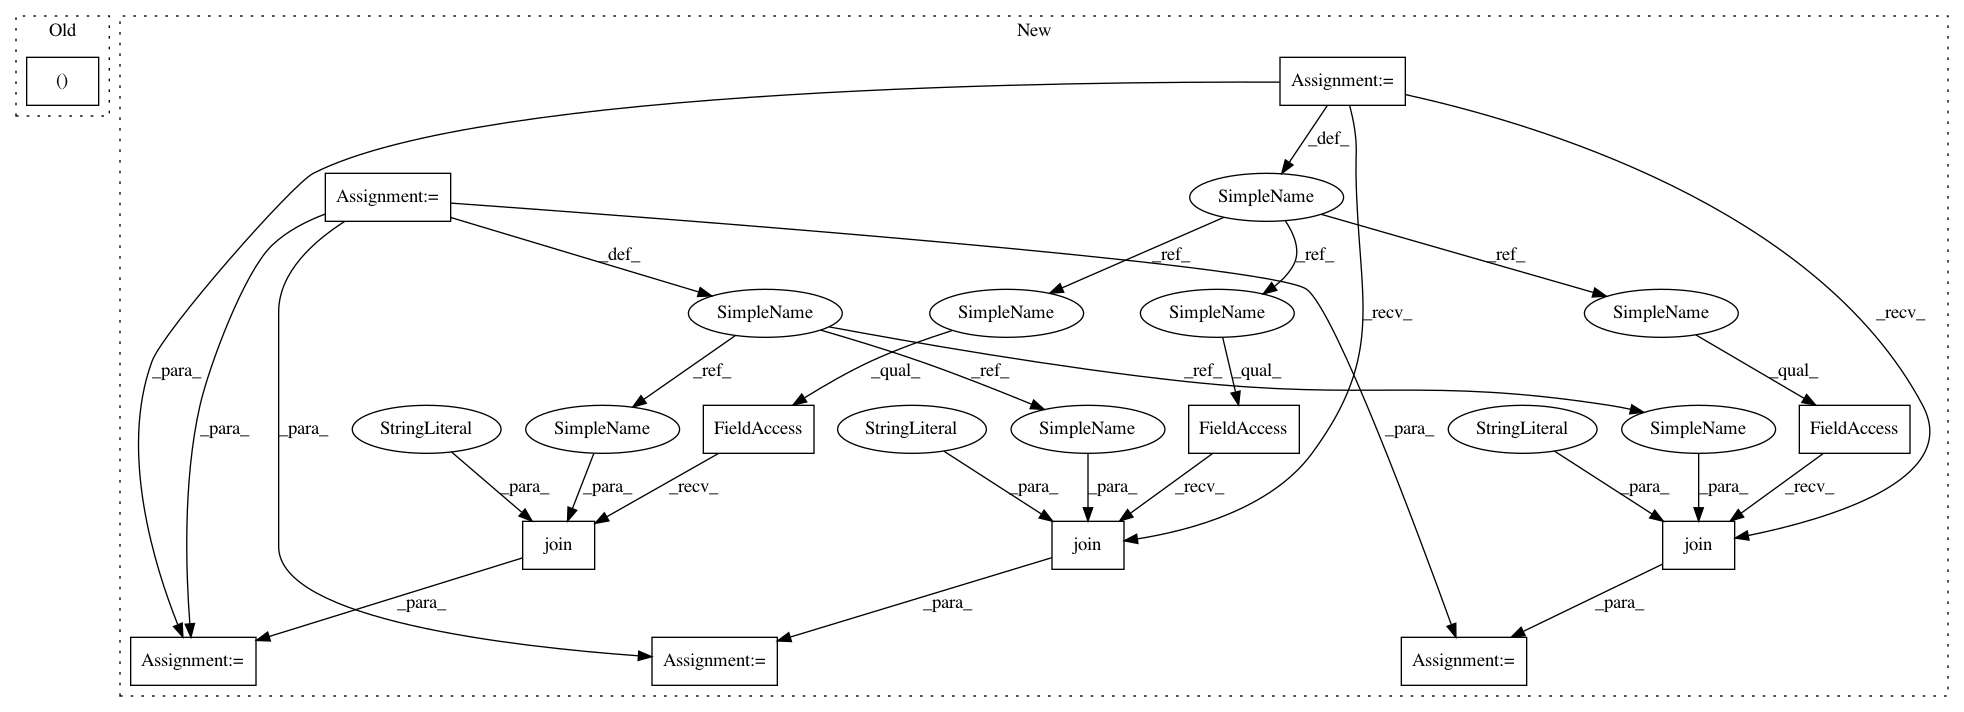 Old
New
()
Assignment:=
_def_
Assignment:=
SimpleName
_def_
_ref_
_ref_
_ref_
SimpleName
SimpleName
SimpleName
SimpleName
_recv_
_recv_
_para_
_ref_
_ref_
_qual_
_ref_
_qual_
_qual_
_para_
_para_
_para_
StringLiteral
SimpleName
FieldAccess
StringLiteral
SimpleName
FieldAccess
StringLiteral
SimpleName
FieldAccess
_para_
_para_
_recv_
_para_
_para_
_recv_
_para_
_para_
_recv_
join
join
join
_para_
_para_
_para_
Assignment:=
Assignment:=
Assignment:=